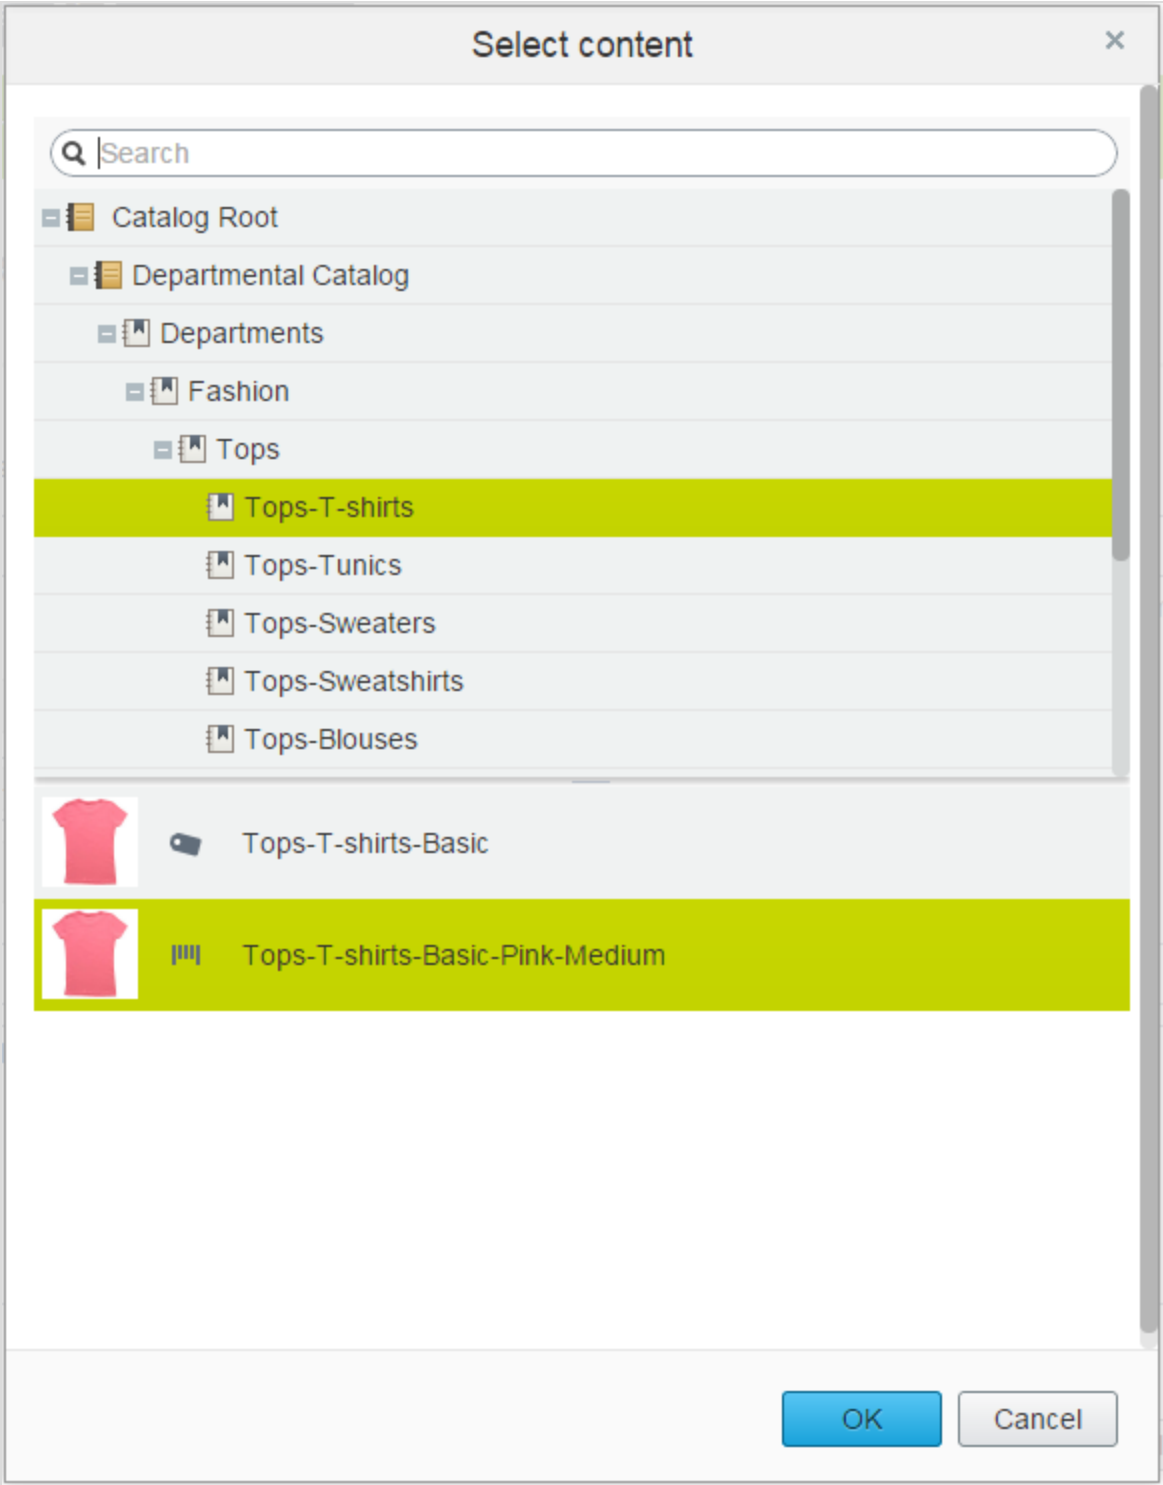 Select content
Search
Catalog Root
Departmental Catalog
Departments
Fashion
Tops
Tops-T-shirts
Tops-Tunics
Tops-Sweaters
Tops-Sweatshirts
Tops-Blouses
Tops-T-shirts-Basic
Tops-T-shirts-Basic-Pink-Medium
OK Cancel